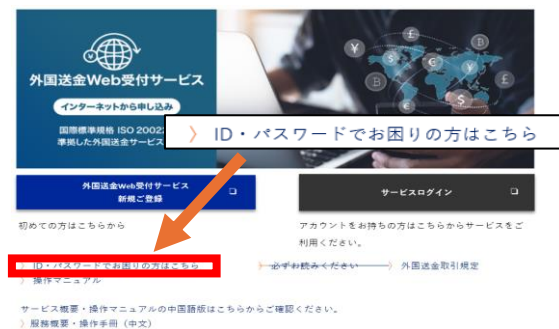 外国送金Web受付サービス
インターネットから申し込み
国際標準規格 ISO 20022
準拠した外国送金サービス
〉 ID・パスワードでお困りの方はこちら
外国送金Web受付サービス
新規ご登録
サービスログイン
初めての方はこちらから
アカウントをお持ちの方はこちらからサービスをご
利用ください。
〉 ID・パスワードでお困りの方はこちら
〉 必ずお読みください
〉 外国送金取引規定
〉 操作マニュアル
サービス概要・操作マニュアルの中国語版はこちらからご確認ください。
〉 服務概要・操作手冊（中文）